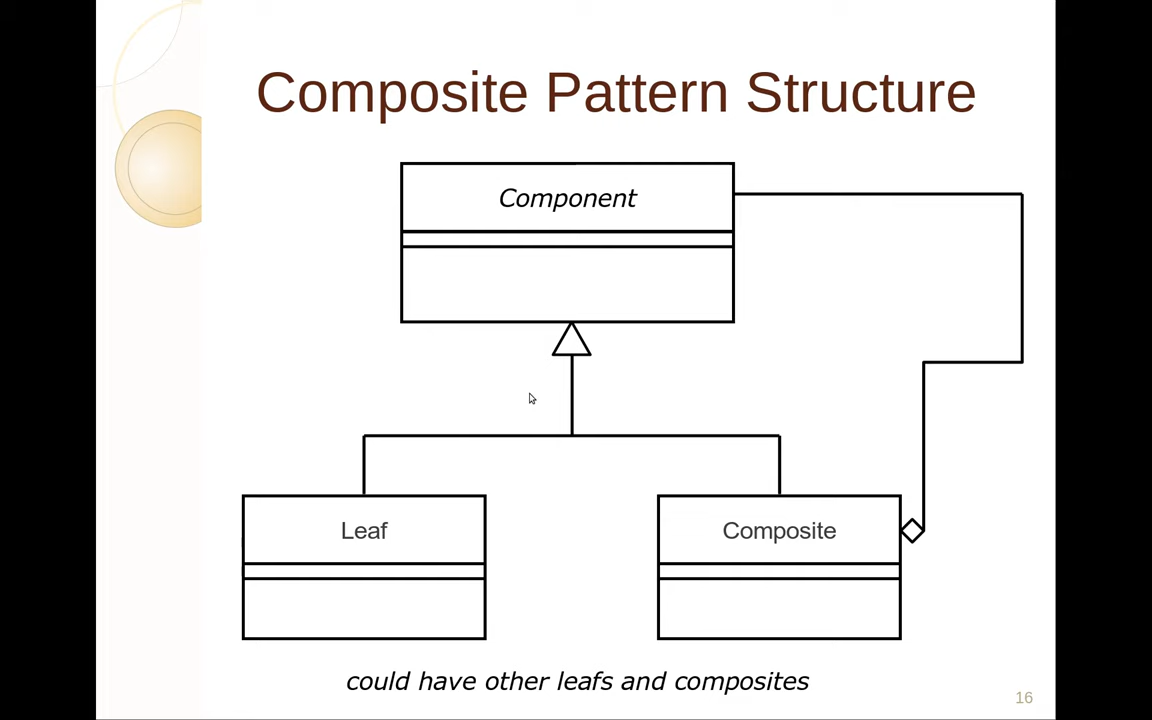 Composite Pattern Structure
Component
Leaf
Composite
could have other leafs and composites
16